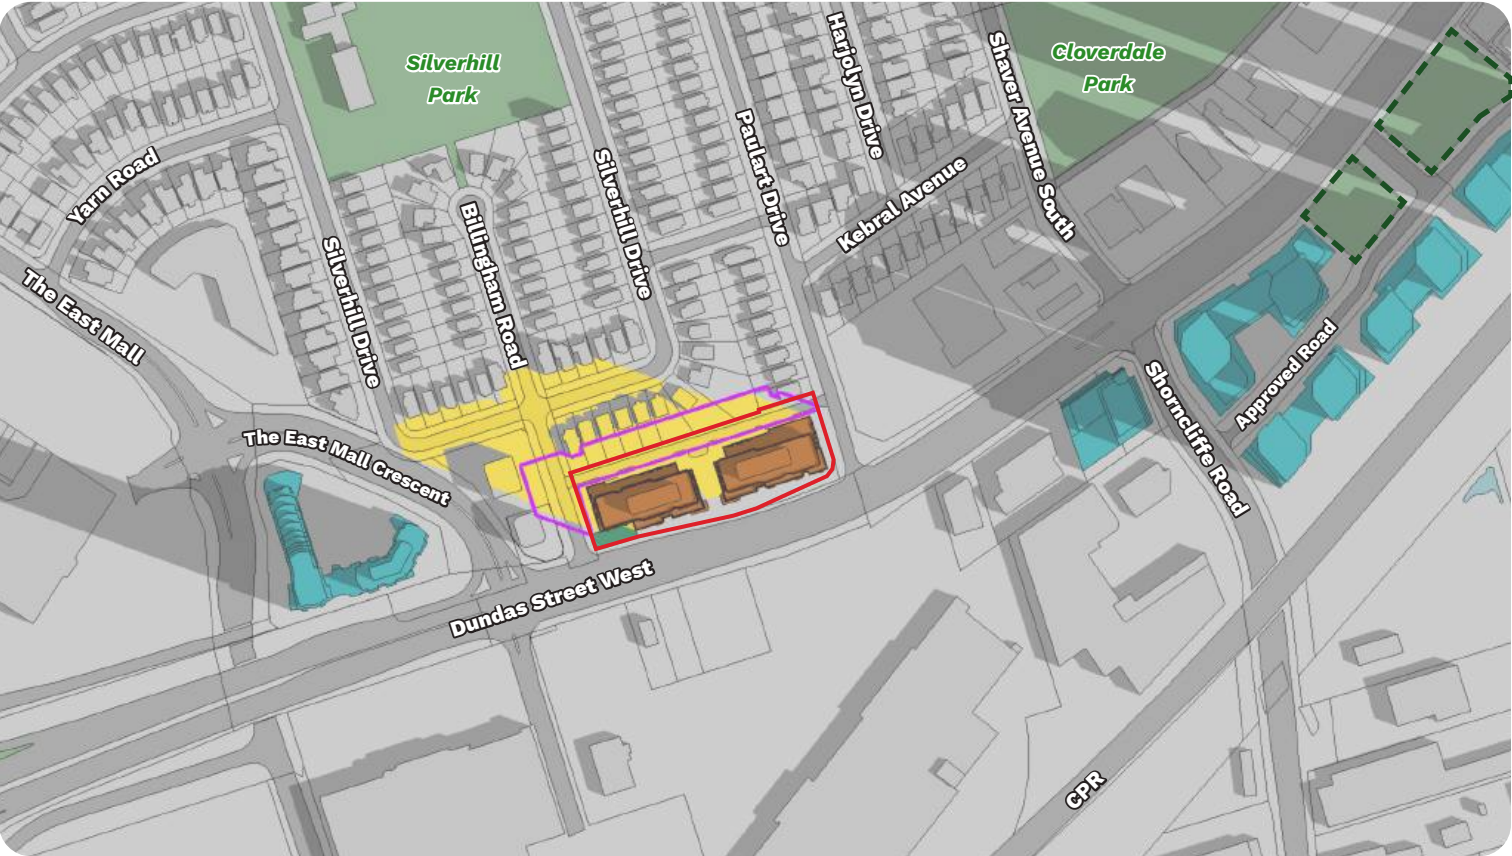 Silverhill
Park
Cloverdale
Park
Harjolyn Drive
Shaver Avenue South
Paulart Drive
Silverhill Drive
Kebral Avenue
Yarn Road
Billingham Road
Silverhill Drive
The East Mall
Approved Road
Shorncliffe Road
The East Mall Crescent
Dundas Street West
CPR